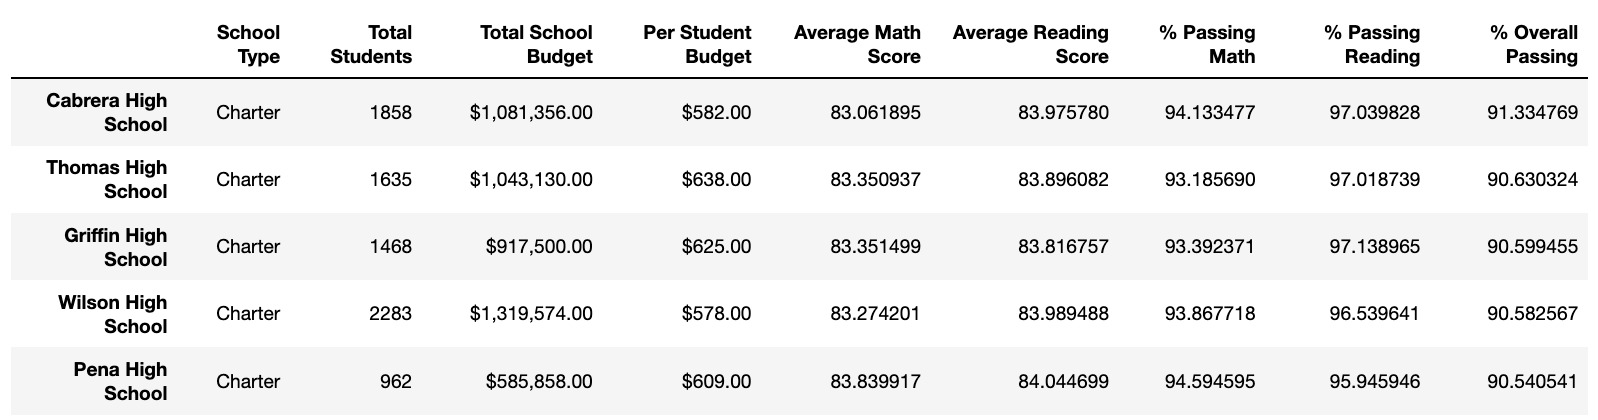 School Type Total Students Total School Budget Per Student Budget Average Math Score Average Reading Score % Passing Math % Passing Reading % Overall Passing
Cabrera High School Charter 1858 $1,081,356.00 $582.00 83.061895 83.975780 94.133477 97.039828 91.334769
Thomas High School Charter 1635 $1,043,130.00 $638.00 83.350937 83.896082 93.185690 97.018739 90.630324
Griffin High School Charter 1468 $917,500.00 $625.00 83.351499 83.816757 93.392371 97.138965 90.599455
Wilson High School Charter 2283 $1,319,574.00 $578.00 83.274201 83.989488 93.867718 96.539641 90.582567
Pena High School Charter 962 $585,858.00 $609.00 83.839917 84.044699 94.594595 95.945946 90.540541